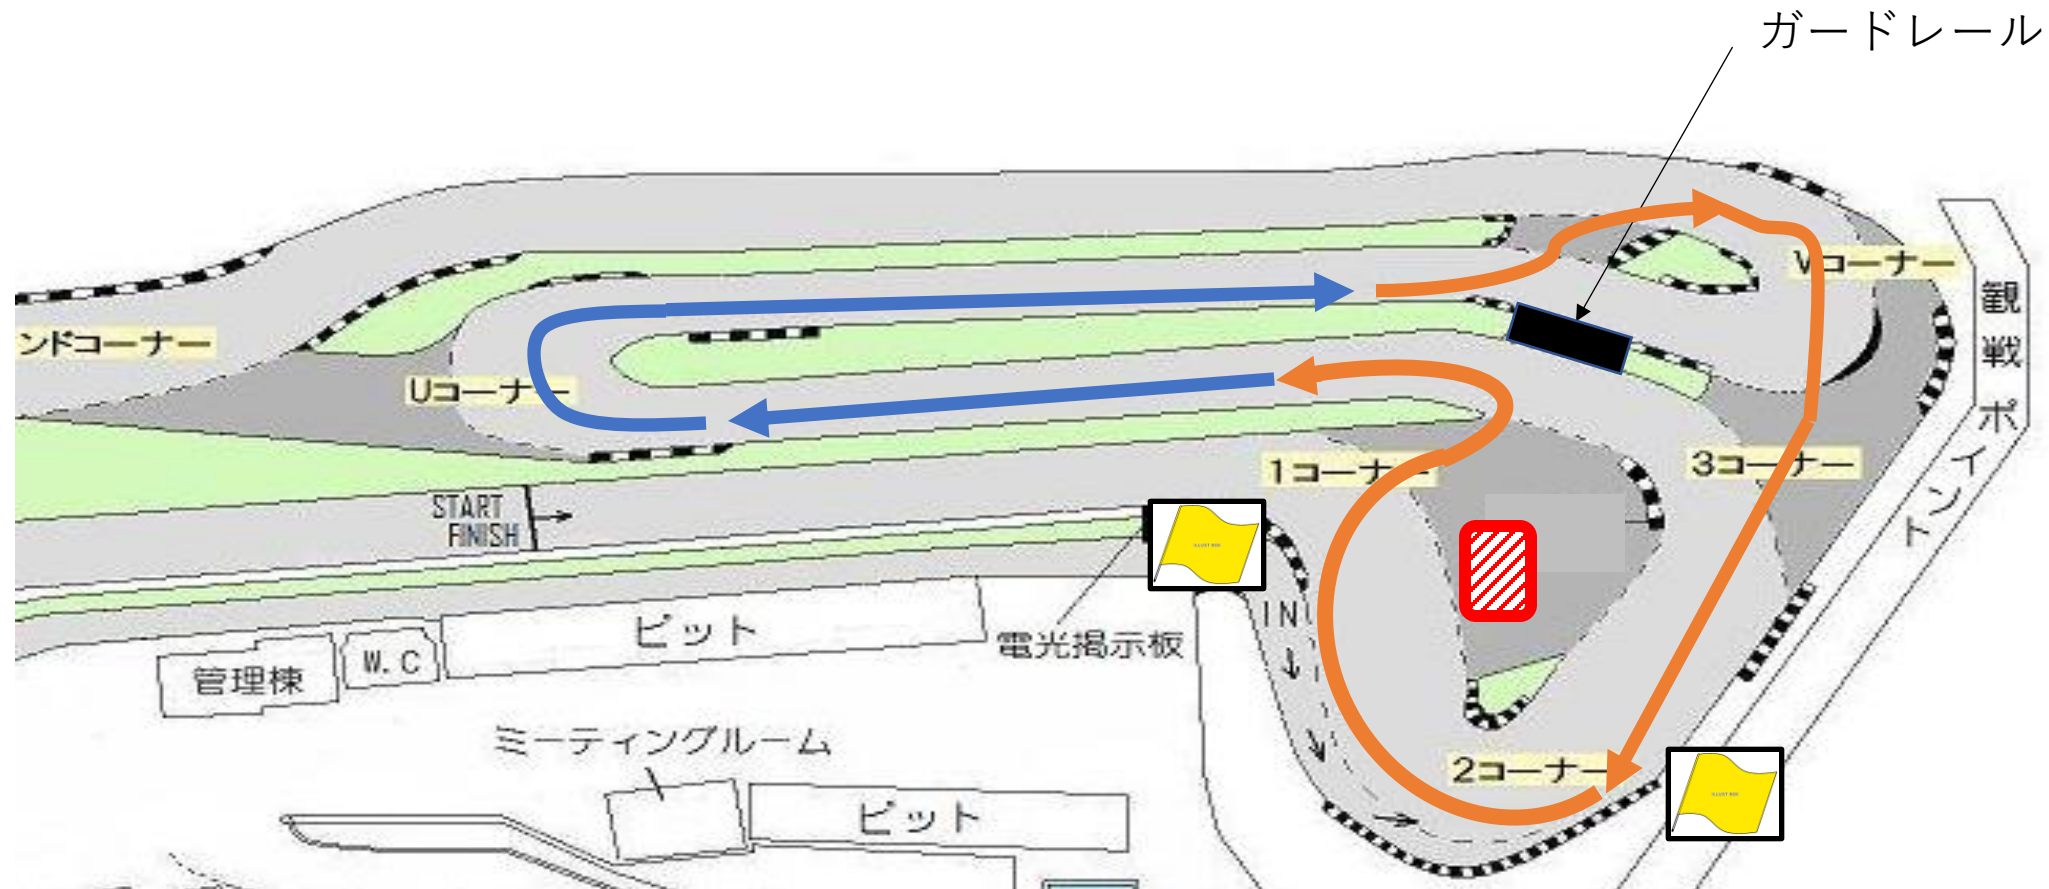 ガードレール
Vコーナー
観戦ポイント
ンドコーナー
Uコーナー
1コーナー
3コーナー
START
FINISH
IN
ピット
電光掲示板
管理棟
W.C
ミーティングルーム
2コーナー
ピット